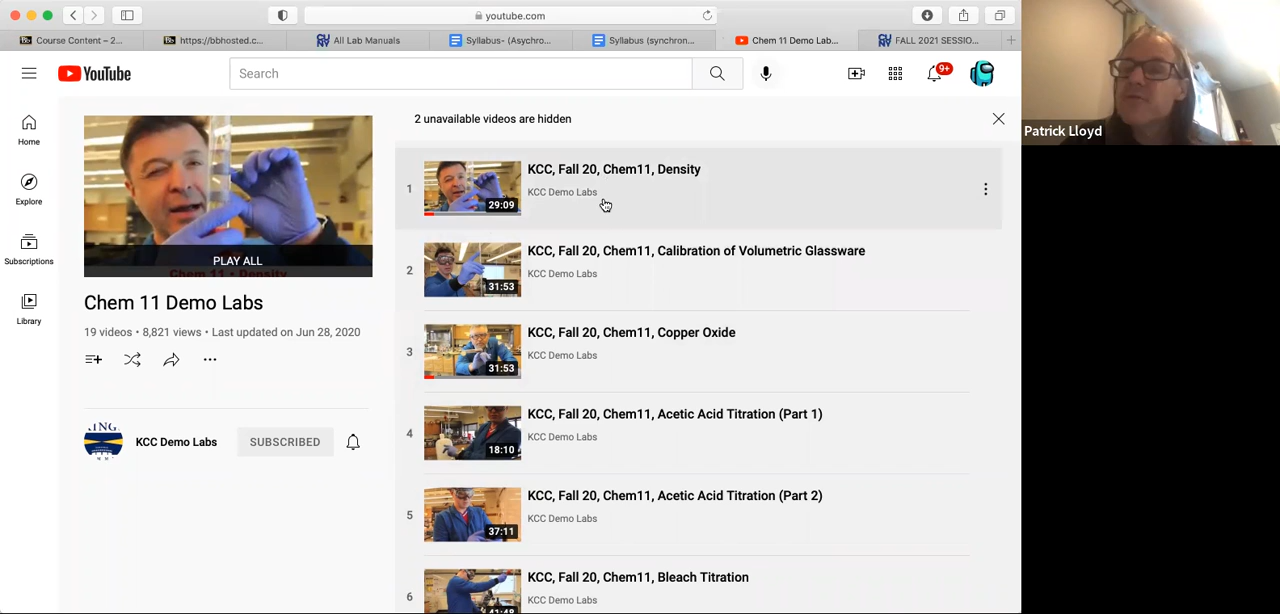 youtube.com
Course Content – 2...
https://bbhosted.c...
All Lab Manuals
Syllabus- (Asychro...
Syllabus (synchron...
Chem 11 Demo Lab...
FALL 2021 SESSIO...
YouTube
Search
9+
Patrick Lloyd
Home
Explore
Subscriptions
Library
PLAY ALL
Chem 11 • Density
Chem 11 Demo Labs
19 videos • 8,821 views • Last updated on Jun 28, 2020
KCC Demo Labs
SUBSCRIBED
2 unavailable videos are hidden
1
29:09
KCC, Fall 20, Chem11, Density
KCC Demo Labs
2
31:53
KCC, Fall 20, Chem11, Calibration of Volumetric Glassware
KCC Demo Labs
3
31:53
KCC, Fall 20, Chem11, Copper Oxide
KCC Demo Labs
4
18:10
KCC, Fall 20, Chem11, Acetic Acid Titration (Part 1)
KCC Demo Labs
5
37:11
KCC, Fall 20, Chem11, Acetic Acid Titration (Part 2)
KCC Demo Labs
6
41:48
KCC, Fall 20, Chem11, Bleach Titration
KCC Demo Labs